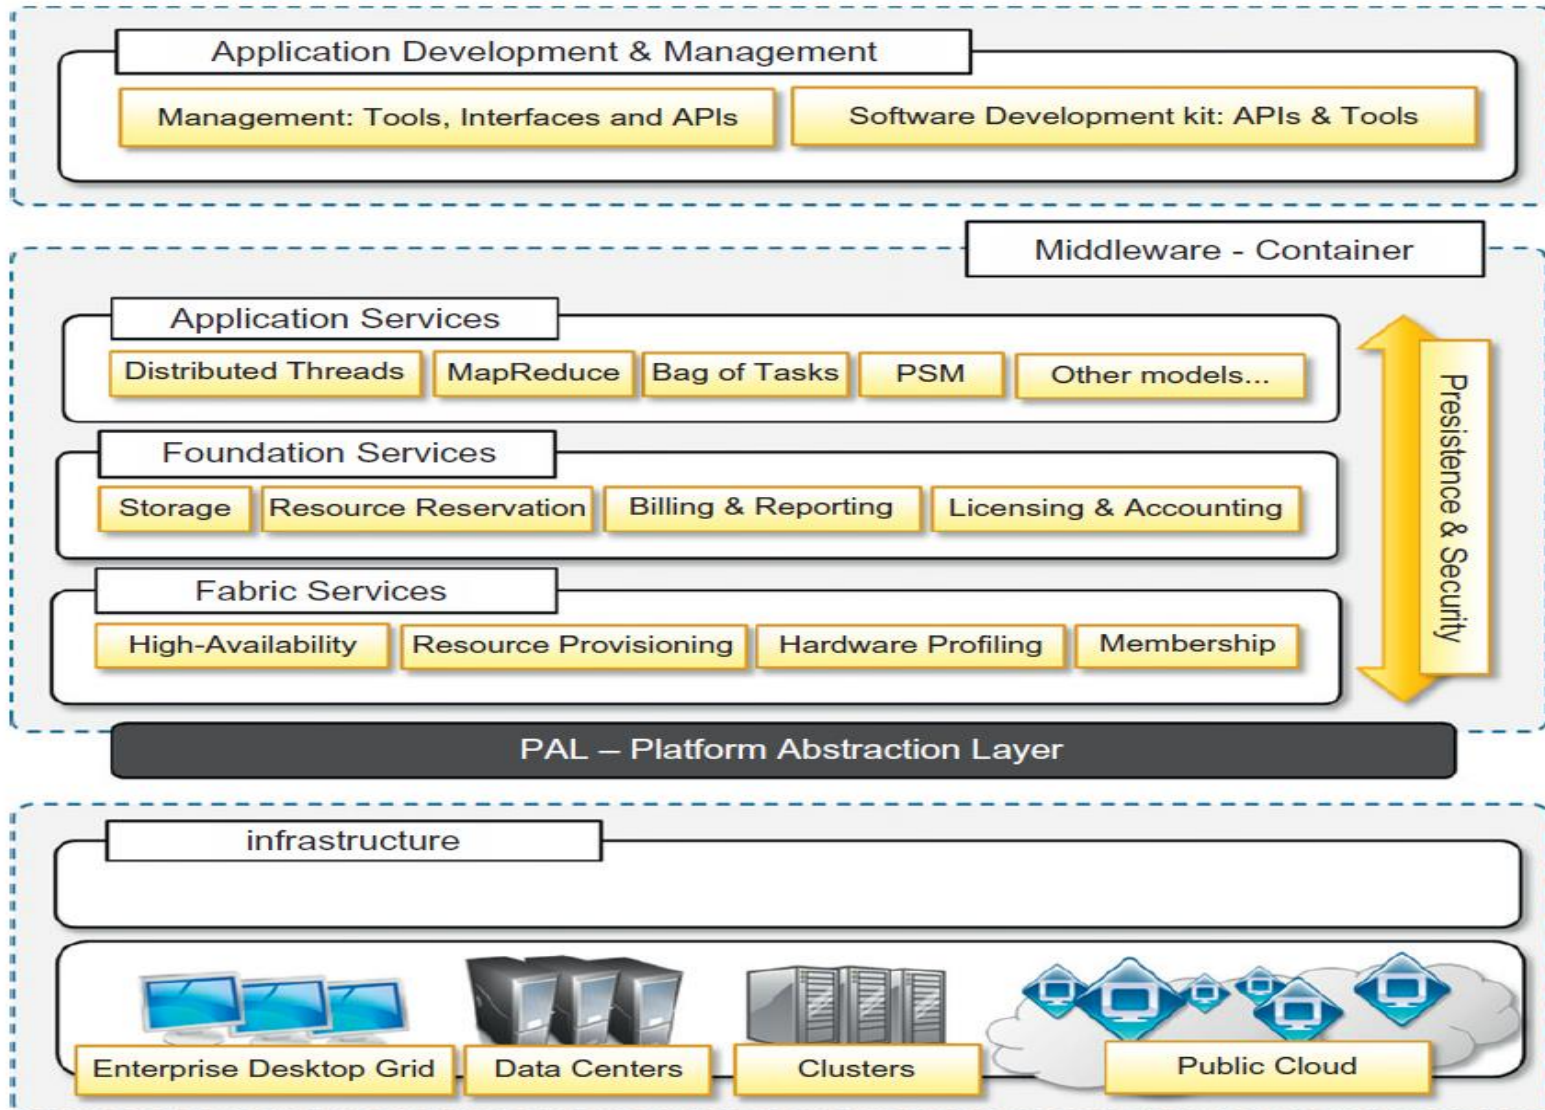 Application Development & Management
Management: Tools, Interfaces and APIs
Software Development kit: APIs & Tools
Middleware - Container
Application Services
Distributed Threads
MapReduce
Bag of Tasks
PSM
Other models...
Foundation Services
Storage
Resource Reservation
Billing & Reporting
Licensing & Accounting
Fabric Services
High-Availability
Resource Provisioning
Hardware Profiling
Membership
Presistence & Security
PAL – Platform Abstraction Layer
infrastructure
Enterprise Desktop Grid
Data Centers
Clusters
Public Cloud